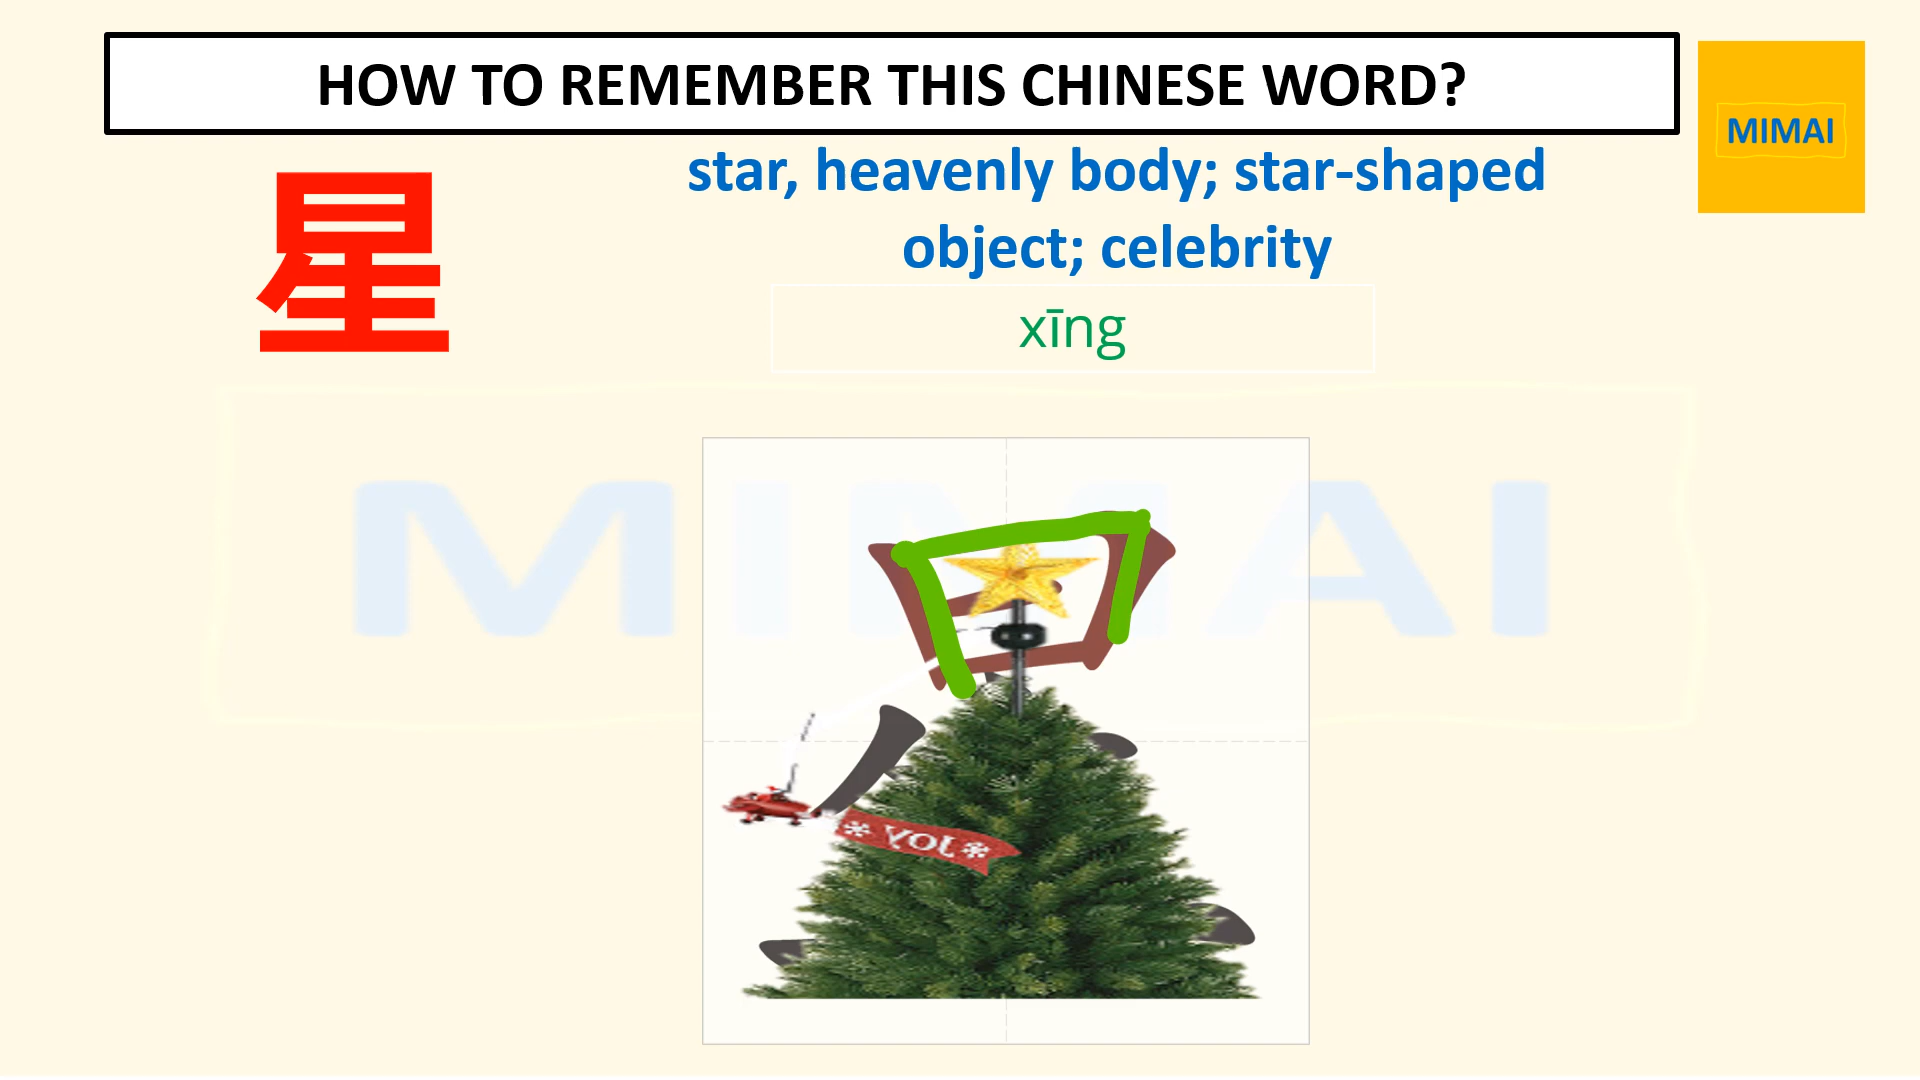 HOW TO REMEMBER THIS CHINESE WORD?
MIMAI
星
star, heavenly body; star-shaped
object; celebrity
xīng
MIMAI
JOY